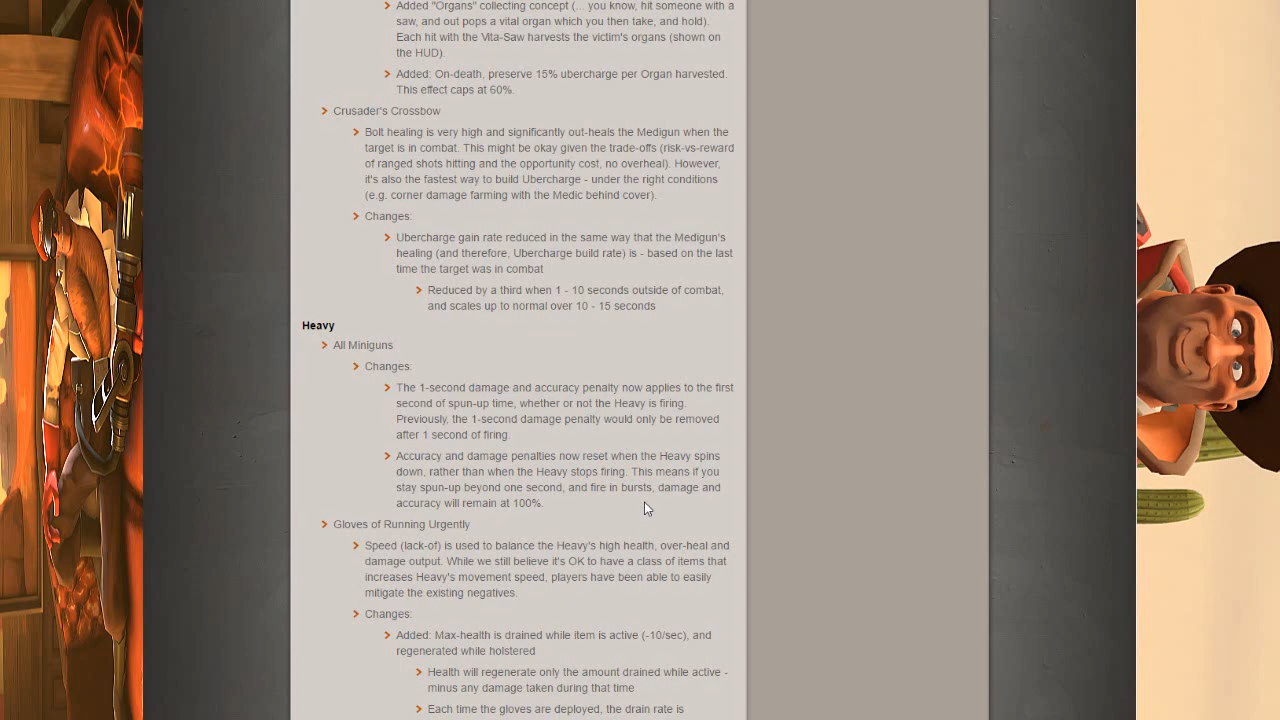 Added "Organs" collecting concept (... you know, hit someone with a
saw, and out pops a vital organ which you then take, and hold).
Each hit with the Vita-Saw harvests the victim's organs (shown on
the HUD).
Added: On-death, preserve 15% ubercharge per Organ harvested.
This effect caps at 60%.
Crusader's Crossbow
Bolt healing is very high and significantly out-heals the Medigun when the
target is in combat. This might be okay given the trade-offs (risk-vs-reward
of ranged shots hitting and the opportunity cost, no overheal). However,
it's also the fastest way to build Ubercharge - under the right conditions
(e.g. corner damage farming with the Medic behind cover).
Changes:
Ubercharge gain rate reduced in the same way that the Medigun's
healing (and therefore, Ubercharge build rate) is - based on the last
time the target was in combat
Reduced by a third when 1 - 10 seconds outside of combat,
and scales up to normal over 10 - 15 seconds
Heavy
All Miniguns
Changes:
The 1-second damage and accuracy penalty now applies to the first
second of spun-up time, whether or not the Heavy is firing.
Previously, the 1-second damage penalty would only be removed
after 1 second of firing.
Accuracy and damage penalties now reset when the Heavy spins
down, rather than when the Heavy stops firing. This means if you
stay spun-up beyond one second, and fire in bursts, damage and
accuracy will remain at 100%.
Gloves of Running Urgently
Speed (lack-of) is used to balance the Heavy's high health, over-heal and
damage output. While we still believe it's OK to have a class of items that
increases Heavy's movement speed, players have been able to easily
mitigate the existing negatives.
Changes:
Added: Max-health is drained while item is active (-10/sec), and
regenerated while holstered
Health will regenerate only the amount drained while active -
minus any damage taken during that time
Each time the gloves are deployed, the drain rate is